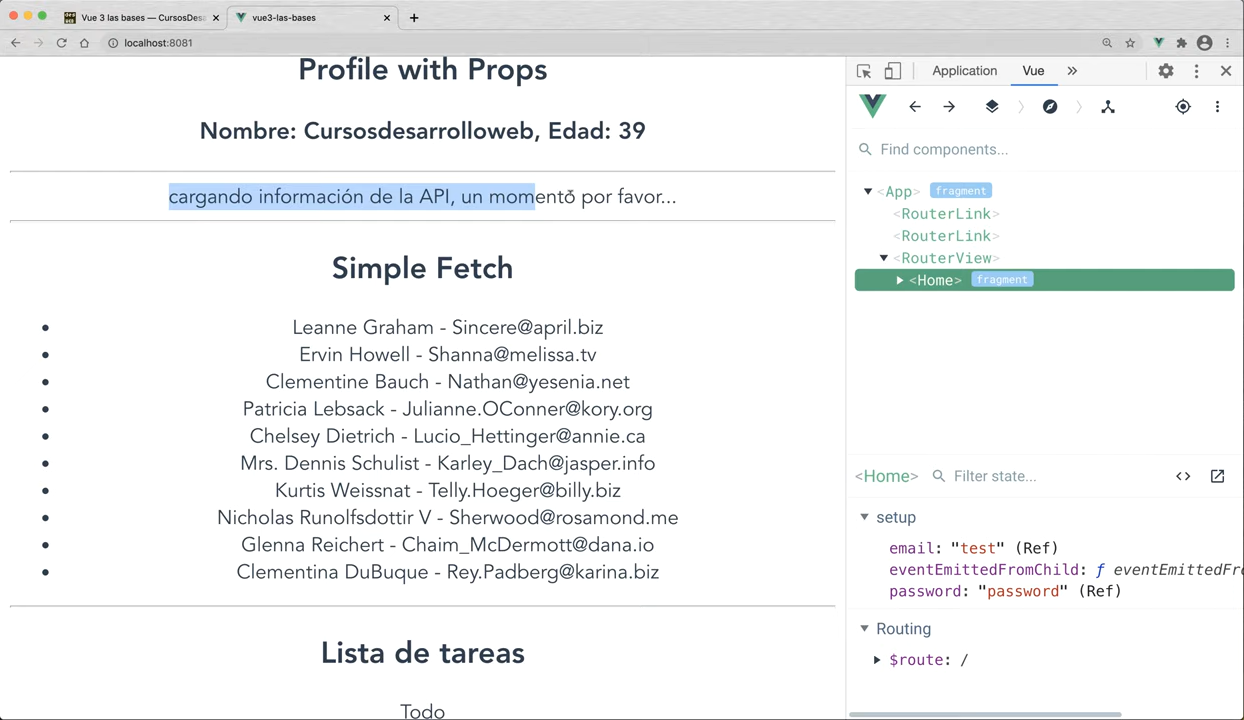 Vue 3 las bases — CursosDesa
vue3-las-bases
localhost:8081
Profile with Props
Nombre: Cursosdesarrolloweb, Edad: 39
cargando información de la API, un momento por favor...
Simple Fetch
Leanne Graham - Sincere@april.biz
Ervin Howell - Shanna@melissa.tv
Clementine Bauch - Nathan@yesenia.net
Patricia Lebsack - Julianne.OConner@kory.org
Chelsey Dietrich - Lucio_Hettinger@annie.ca
Mrs. Dennis Schulist - Karley_Dach@jasper.info
Kurtis Weissnat - Telly.Hoeger@billy.biz
Nicholas Runolfsdottir V - Sherwood@rosamond.me
Glenna Reichert - Chaim_McDermott@dana.io
Clementina DuBuque - Rey.Padberg@karina.biz
Lista de tareas
Todo
Application Vue
Find components...
<App> fragment
<RouterLink>
<RouterLink>
<RouterView>
<Home> fragment
<Home> Filter state...
setup
email: "test" (Ref)
eventEmittedFromChild: ƒ eventEmittedFr
password: "password" (Ref)
Routing
$route: /